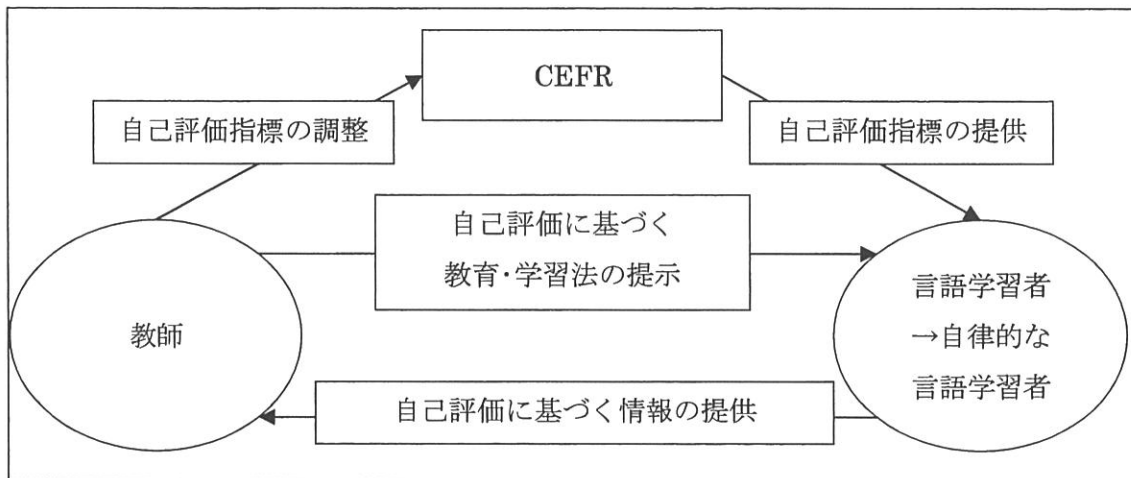 CEFR
自己評価指標の調整
自己評価指標の提供
自己評価に基づく
教育・学習法の提示
教師
言語学習者
→自律的な
言語学習者
自己評価に基づく情報の提供